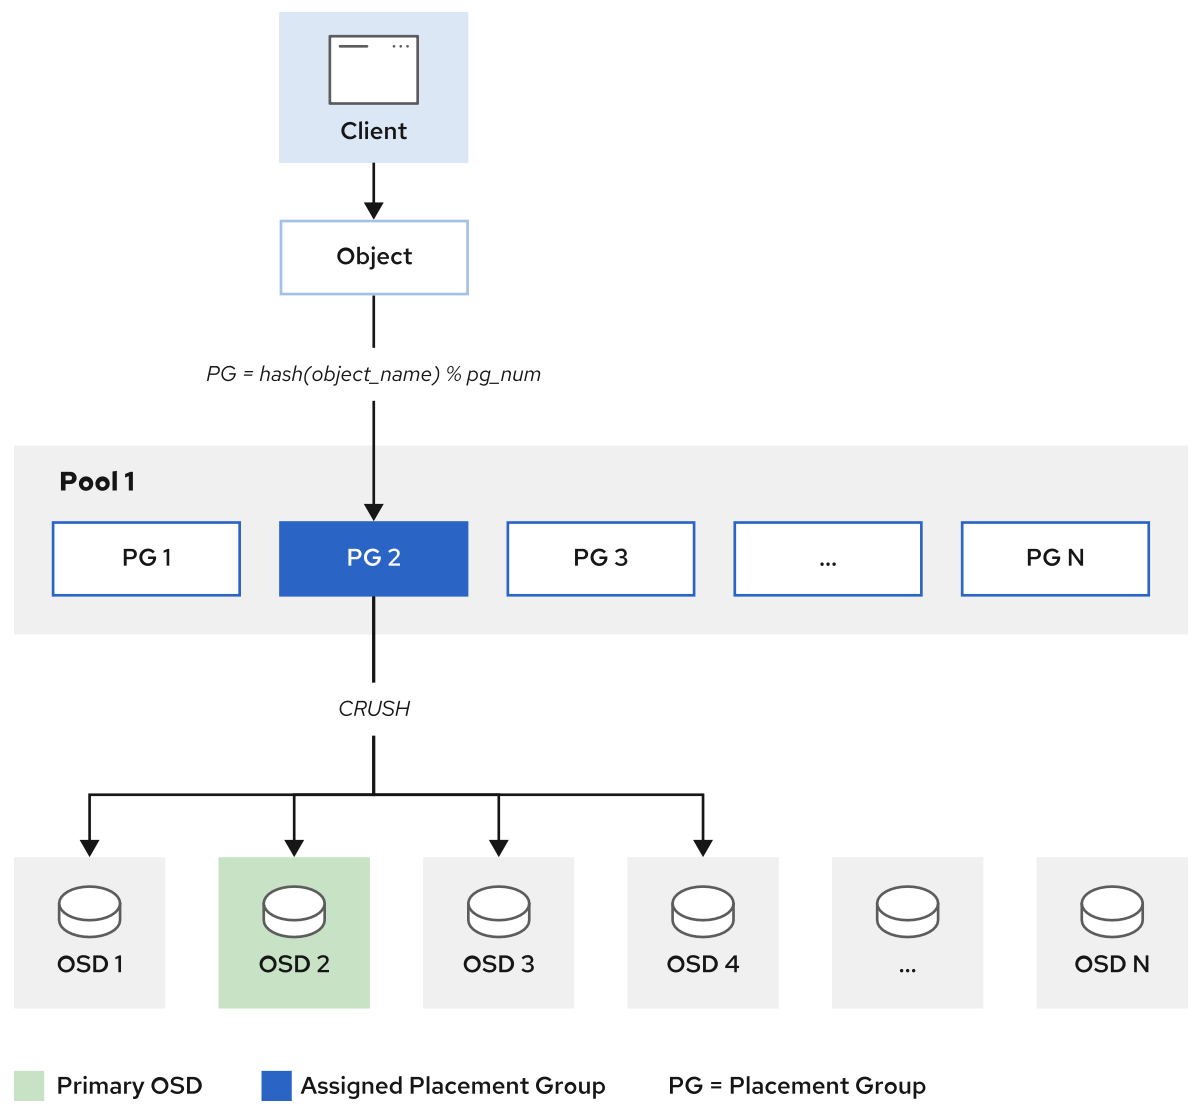 Client
Object
PG = hash(object_name) % pg_num
Pool 1
PG 1 PG 2 PG 3 ... PG N
CRUSH
OSD 1 OSD 2 OSD 3 OSD 4 ... OSD N
Primary OSD Assigned Placement Group PG = Placement Group